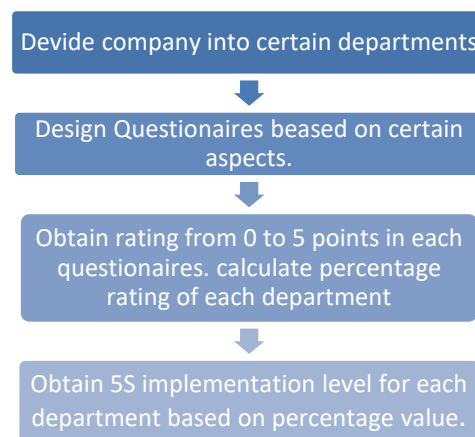 Devide company into certain departments
Design Questionaires beased on certain
aspects.
Obtain rating from 0 to 5 points in each
questionaires. calculate percentage
rating of each department
Obtain 5S implementation level for each
department based on percentage value.